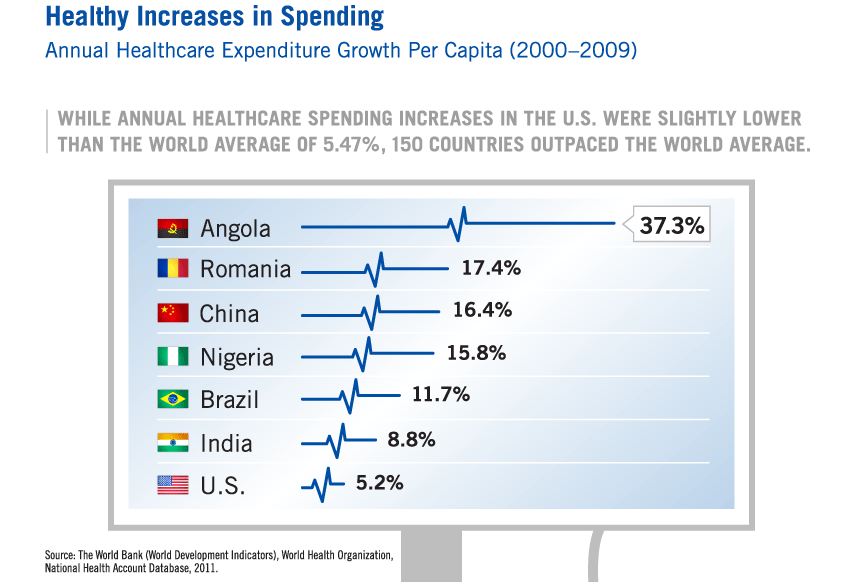 Healthy Increases in Spending
Annual Healthcare Expenditure Growth Per Capita (2000–2009)
WHILE ANNUAL HEALTHCARE SPENDING INCREASES IN THE U.S. WERE SLIGHTLY LOWER
THAN THE WORLD AVERAGE OF 5.47%, 150 COUNTRIES OUTPACED THE WORLD AVERAGE.
Angola 37.3%
Romania 17.4%
China 16.4%
Nigeria 15.8%
Brazil 11.7%
India 8.8%
U.S. 5.2%
Source: The World Bank (World Development Indicators), World Health Organization,
National Health Account Database, 2011.